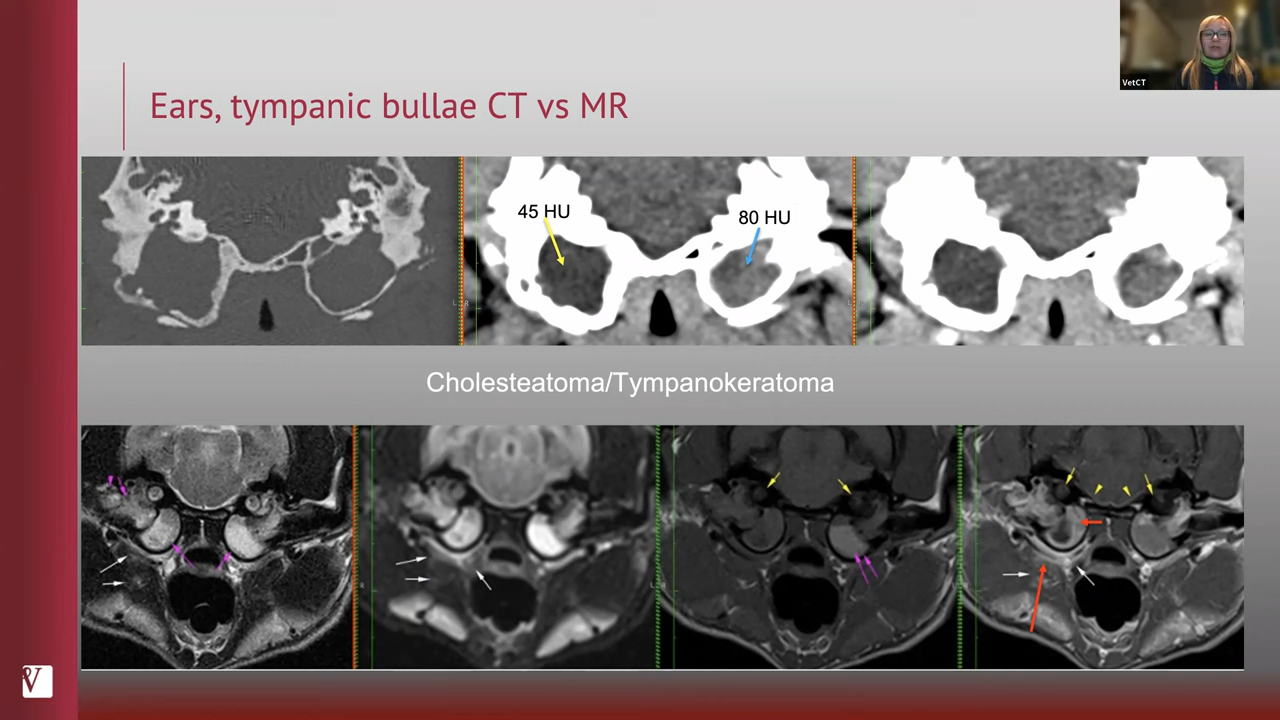 VetCT
Ears, tympanic bullae CT vs MR
45 HU
80 HU
Cholesteatoma/Tympanokeratoma
V